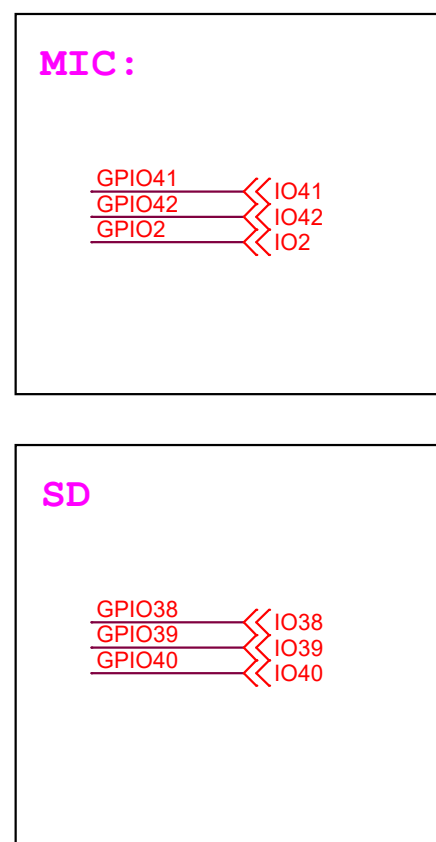 MIC:
GPIO41 IO41
GPIO42 IO42
GPIO2 IO2
SD
GPIO38 IO38
GPIO39 IO39
GPIO40 IO40